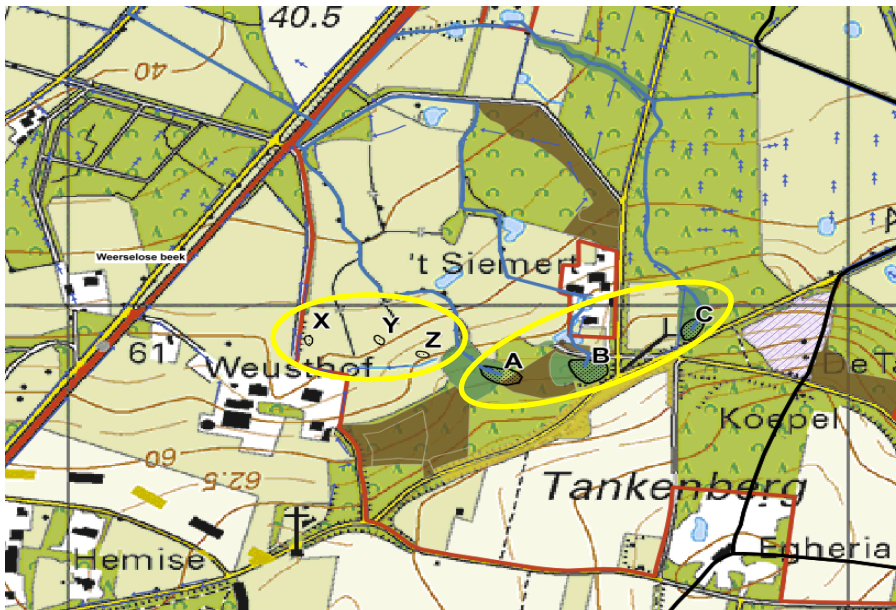 40.5
40
Weerselose beek
't Siemert
X
Y
Z
C
61
Weusthof
A
B
De Ta
Koepel
60
62.5
Tankenberg
Hemise
Egheria